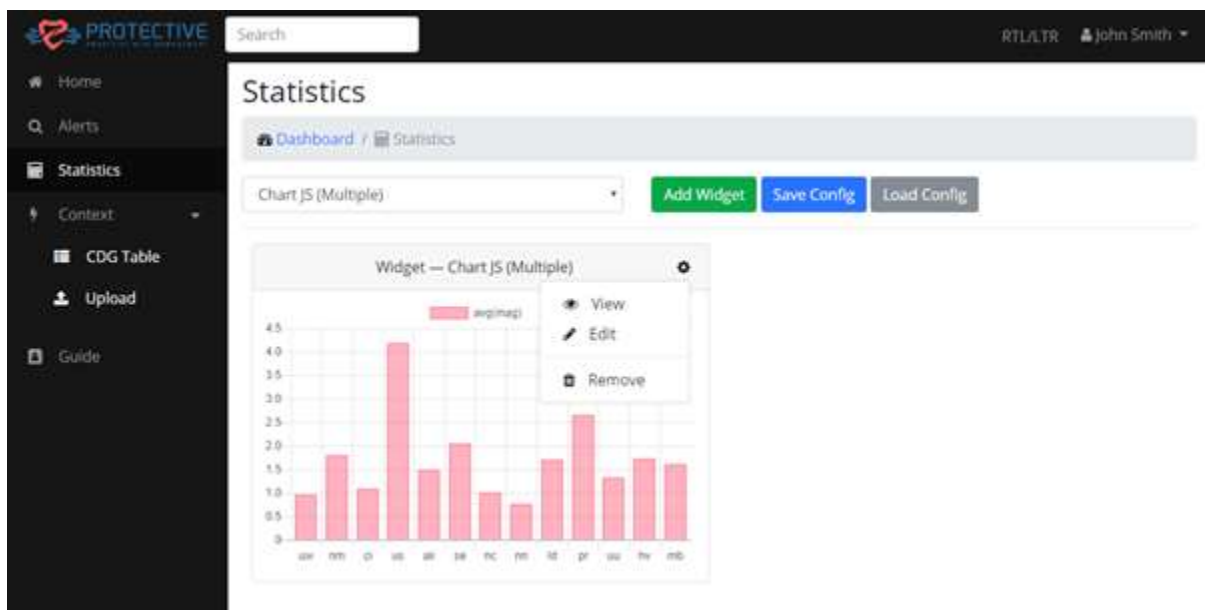 PROTECTIVE
Search
RTL/LTR
John Smith
Home
Alerts
Statistics
Context
CDG Table
Upload
Guide
Statistics
Dashboard / Statistics
Chart JS (Multiple)
Add Widget
Save Config
Load Config
Widget — Chart JS (Multiple)
View
Edit
Remove
avg(mag)
4.5
4.0
3.5
3.0
2.5
2.0
1.5
1.0
0.5
0
uw nm ci us ak se nc nn ld pr uu hv mb